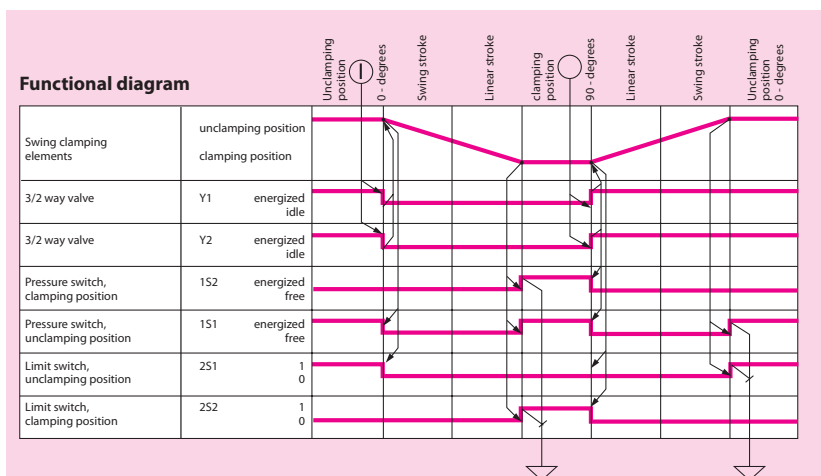 Functional diagram
Unclamping
position
0 - degrees
Swing stroke
Linear stroke
clamping
position
90 - degrees
Linear stroke
Swing stroke
Unclamping
position
0 - degrees
Swing clamping
elements
unclamping position
clamping position
3/2 way valve
Y1
energized
idle
3/2 way valve
Y2
energized
idle
Pressure switch,
clamping position
1S2
energized
free
Pressure switch,
unclamping position
1S1
energized
free
Limit switch,
unclamping position
2S1
1
0
Limit switch,
clamping position
2S2
1
0